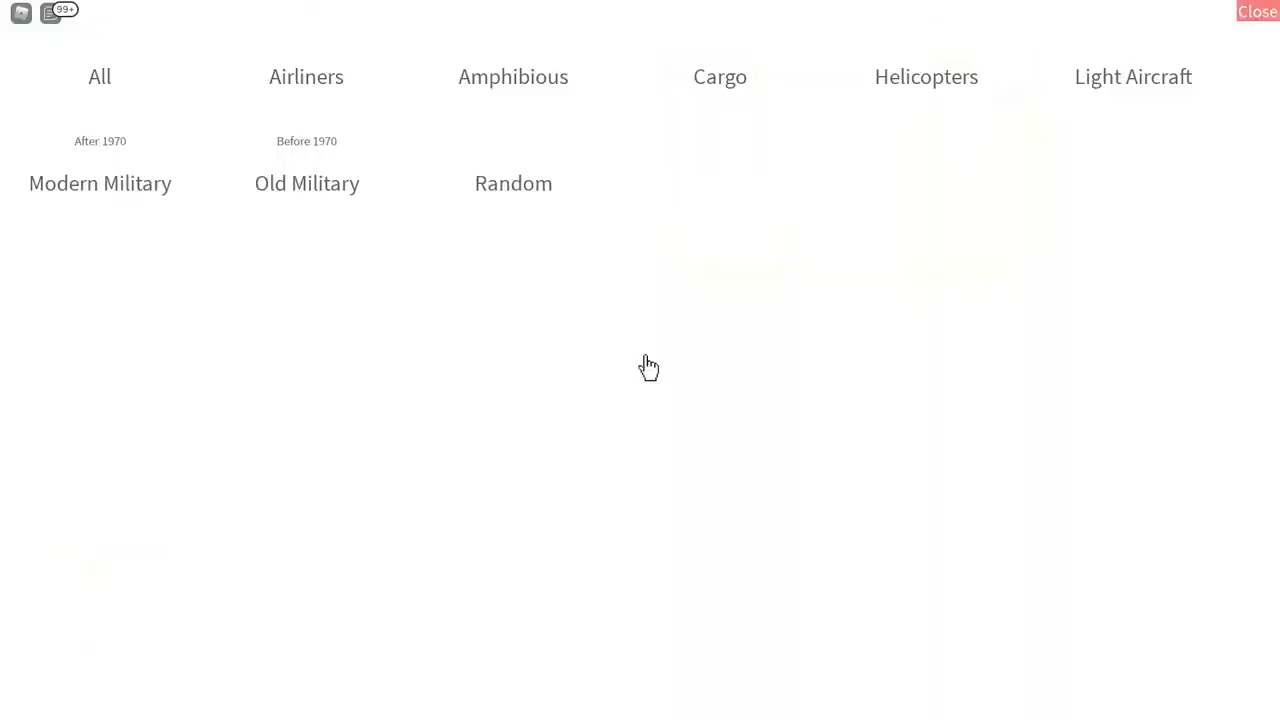 99+
Close
All Airliners Amphibious Cargo Helicopters Light Aircraft
After 1970 Before 1970
Modern Military Old Military Random